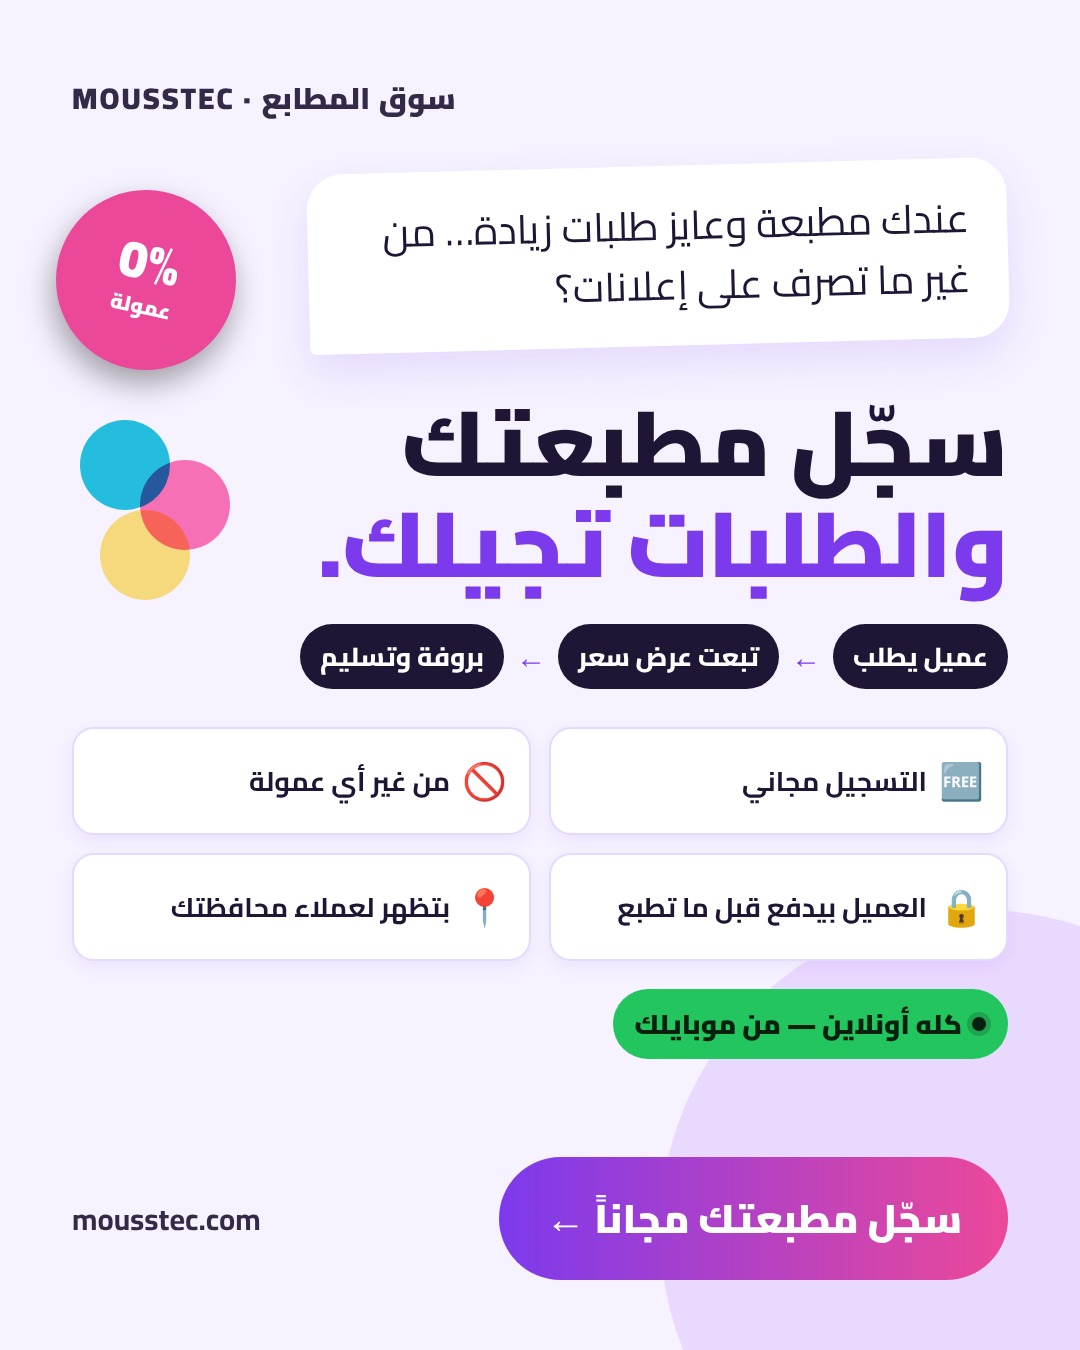 سوق المطابع · MOUSSTEC
عندك مطبعة وعايز طلبات زيادة... من
غير ما تصرف على إعلانات؟
0%
عمولة
سجّل مطبعتك
والطلبات تجيلك.
عميل يطلب ← تبعت عرض سعر ← بروفة وتسليم
🆓 التسجيل مجاني
🚫 من غير أي عمولة
🔒 العميل بيدفع قبل ما تطبع
📍 بتظهر لعملاء محافظتك
كله أونلاين — من موبايلك
سجّل مطبعتك مجاناً ←
mousstec.com